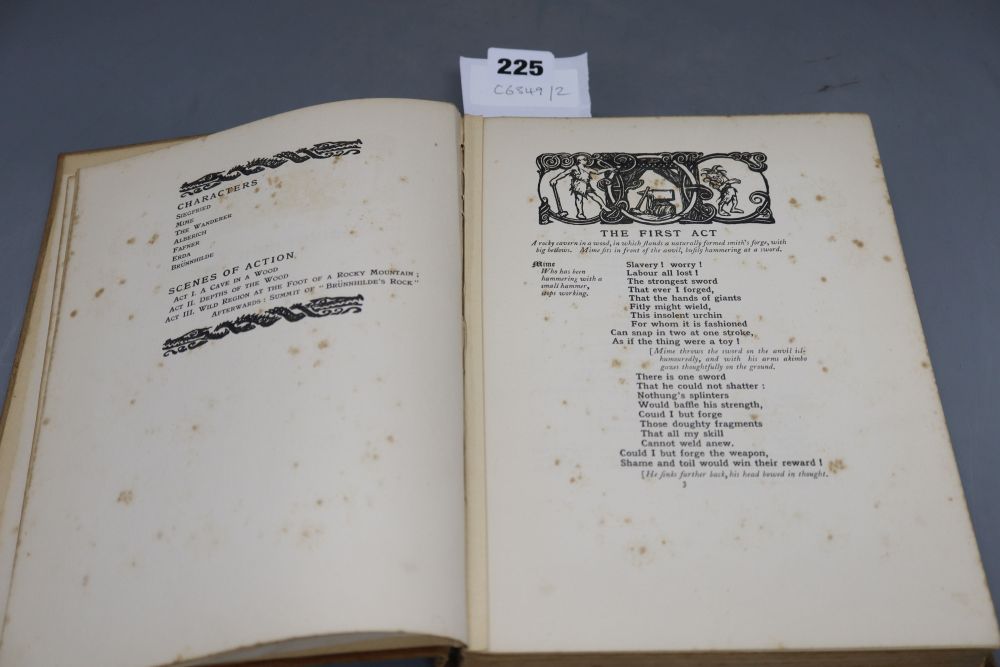 225
C6849/2
CHARACTERS
SIEGFRIED
MIME
THE WANDERER
ALBERICH
FAFNER
ERDA
BRÜNNHILDE
SCENES OF ACTION
ACT I. A CAVE IN A WOOD
ACT II. DEPTHS OF THE WOOD
ACT III. WILD REGION AT THE FOOT OF A ROCKY MOUNTAIN;
AFTERWARDS: SUMMIT OF "BRÜNNHILDE'S ROCK"
THE FIRST ACT
A rocky cavern in a wood, in which stands a naturally formed smith's forge, with
big bellows. Mime sits in front of the anvil, busily hammering at a sword.
Mime
Who has been
hammering with a
small hammer,
stops working.
Slavery! worry!
Labour all lost!
The strongest sword
That ever I forged,
That the hands of giants
Fitly might wield,
This insolent urchin
For whom it is fashioned
Can snap in two at one stroke,
As if the thing were a toy!
[Mime throws the sword on the anvil ill-
humouredly, and with his arms akimbo
gazes thoughtfully on the ground.
There is one sword
That he could not shatter:
Nothung's splinters
Would baffle his strength,
Could I but forge
Those doughty fragments
That all my skill
Cannot weld anew.
Could I but forge the weapon,
Shame and toil would win their reward!
[He sinks further back, his head bowed in thought.
3